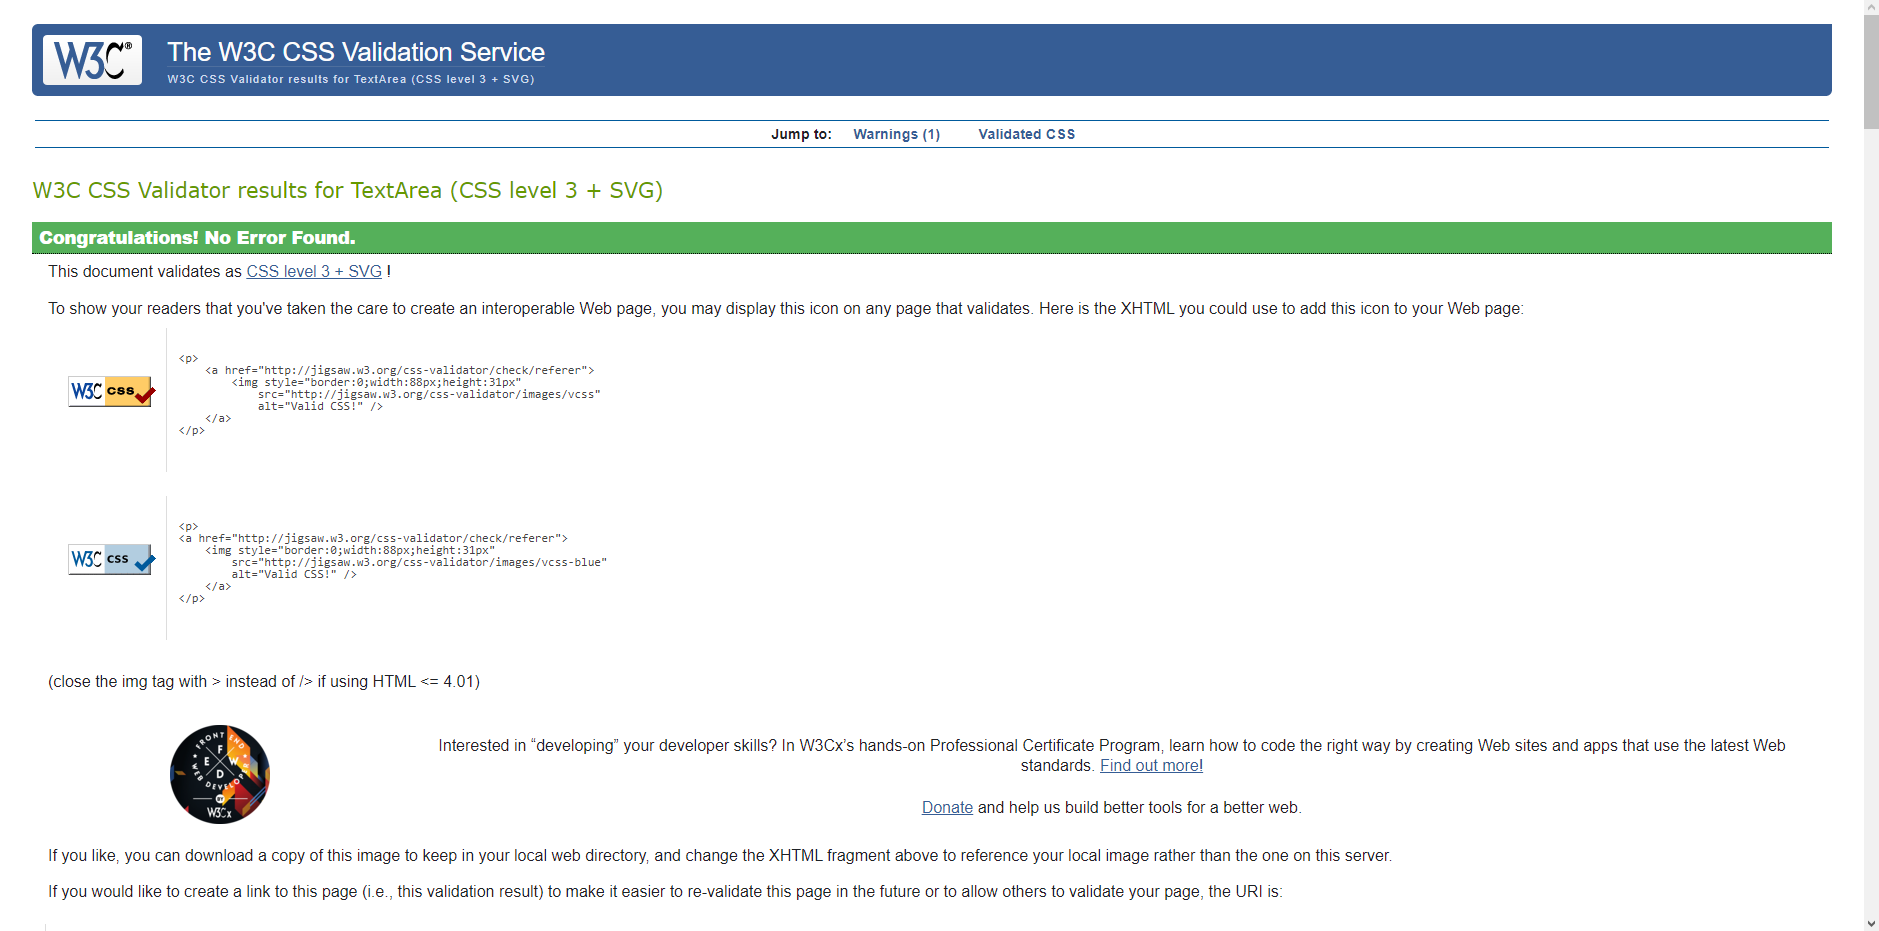 W3C®
The W3C CSS Validation Service
W3C CSS Validator results for TextArea (CSS level 3 + SVG)
Jump to: Warnings (1) Validated CSS
W3C CSS Validator results for TextArea (CSS level 3 + SVG)
Congratulations! No Error Found.
This document validates as CSS level 3 + SVG !
To show your readers that you've taken the care to create an interoperable Web page, you may display this icon on any page that validates. Here is the XHTML you could use to add this icon to your Web page:
W3C css
<p>
<a href="http://jigsaw.w3.org/css-validator/check/referer">
<img style="border:0;width:88px;height:31px"
src="http://jigsaw.w3.org/css-validator/images/vcss"
alt="Valid CSS!" />
</a>
</p>
W3C css
<p>
<a href="http://jigsaw.w3.org/css-validator/check/referer">
<img style="border:0;width:88px;height:31px"
src="http://jigsaw.w3.org/css-validator/images/vcss-blue"
alt="Valid CSS!" />
</a>
</p>
(close the img tag with > instead of /> if using HTML <= 4.01)
FRONT END
F
E W
D
WEB DEVELOPER
BY
W3Cx
Interested in “developing” your developer skills? In W3Cx’s hands-on Professional Certificate Program, learn how to code the right way by creating Web sites and apps that use the latest Web
standards. Find out more!
Donate and help us build better tools for a better web.
If you like, you can download a copy of this image to keep in your local web directory, and change the XHTML fragment above to reference your local image rather than the one on this server.
If you would like to create a link to this page (i.e., this validation result) to make it easier to re-validate this page in the future or to allow others to validate your page, the URI is: